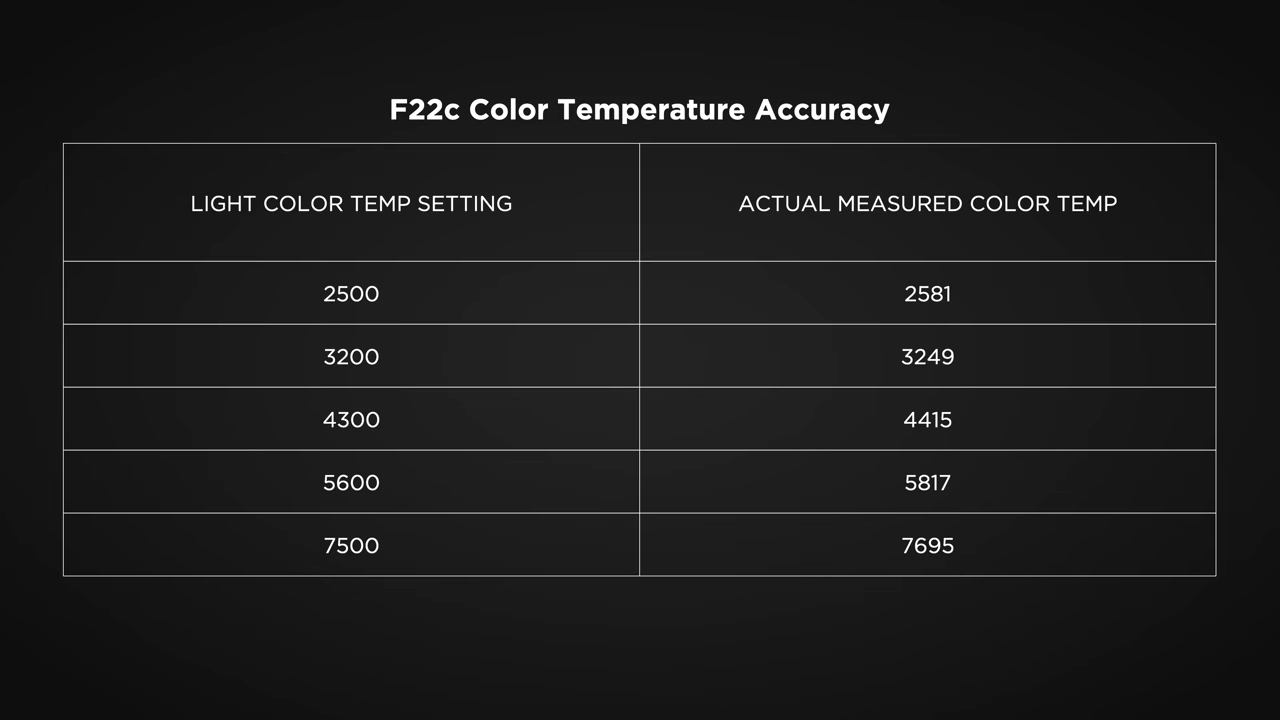 F22c Color Temperature Accuracy
LIGHT COLOR TEMP SETTING ACTUAL MEASURED COLOR TEMP
2500 2581
3200 3249
4300 4415
5600 5817
7500 7695